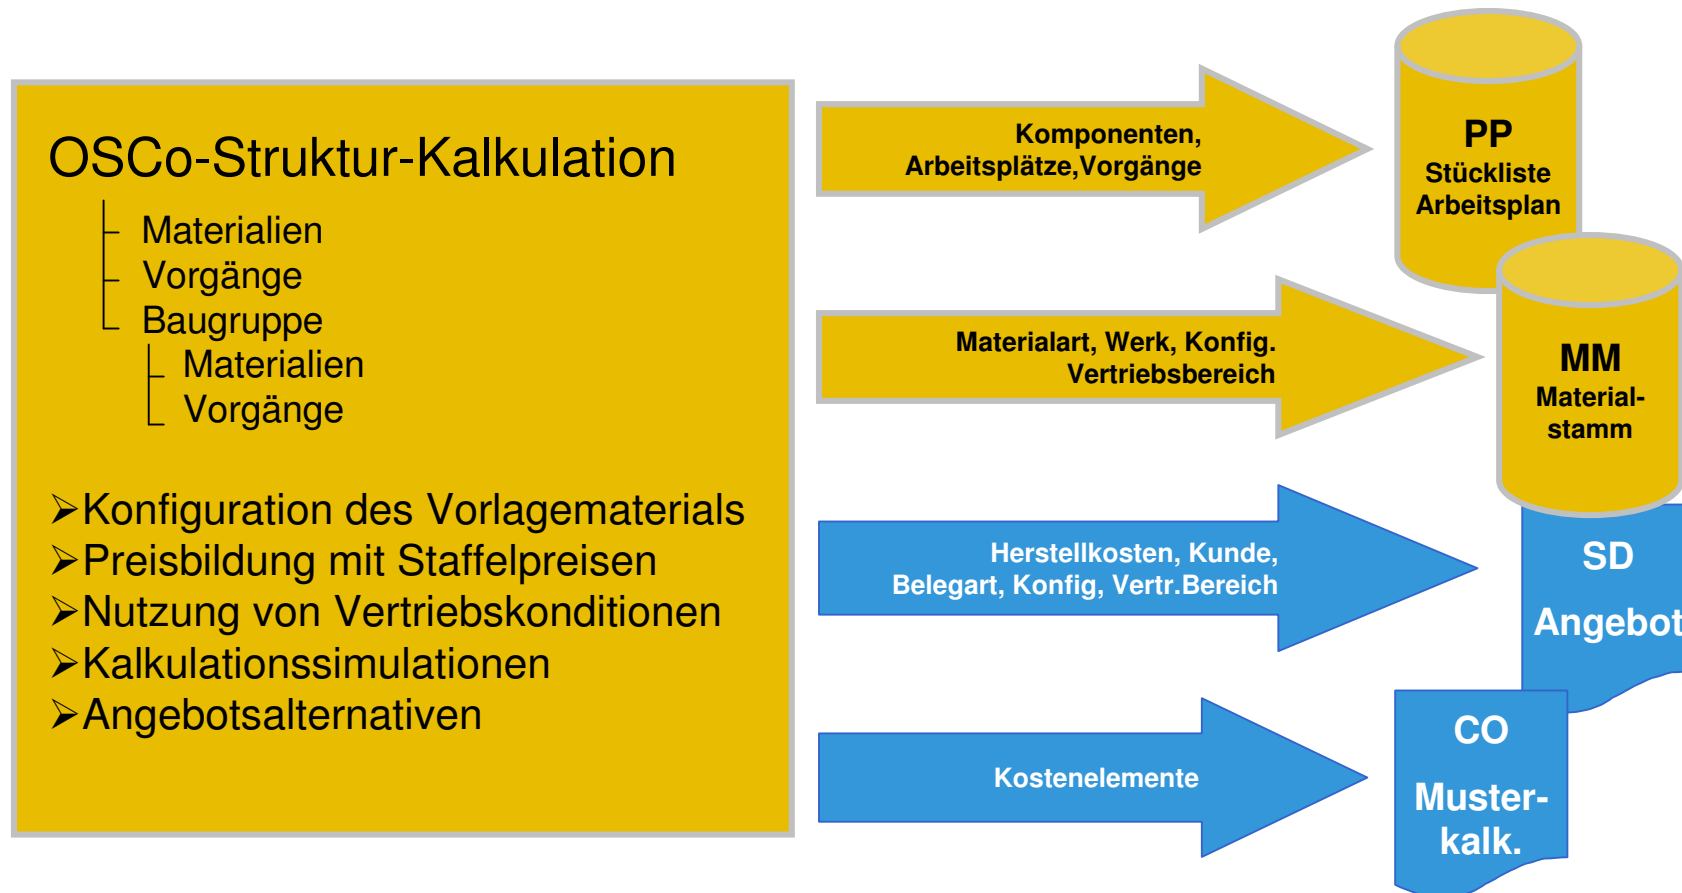 OSCo-Struktur-Kalkulation
Materialien
Vorgänge
Baugruppe
Materialien
Vorgänge
➢Konfiguration des Vorlagematerials
➢Preisbildung mit Staffelpreisen
➢Nutzung von Vertriebskonditionen
➢Kalkulationssimulationen
➢Angebotsalternativen
Komponenten,
Arbeitsplätze,Vorgänge
PP
Stückliste
Arbeitsplan
Materialart, Werk, Konfig.
Vertriebsbereich
MM
Material-
stamm
Herstellkosten, Kunde,
Belegart, Konfig, Vertr.Bereich
SD
Angebot
Kostenelemente
CO
Muster-
kalk.